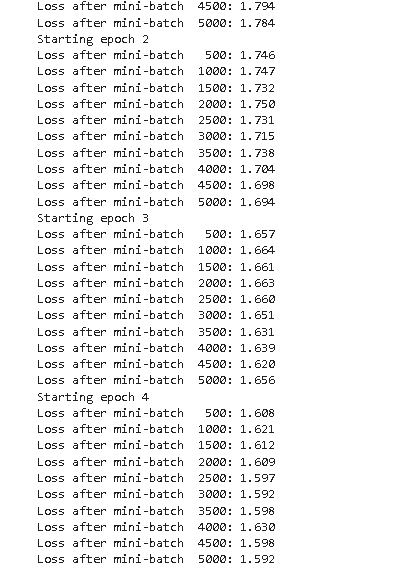 Loss after mini-batch  4500: 1.794
Loss after mini-batch  5000: 1.784
Starting epoch 2
Loss after mini-batch   500: 1.746
Loss after mini-batch  1000: 1.747
Loss after mini-batch  1500: 1.732
Loss after mini-batch  2000: 1.750
Loss after mini-batch  2500: 1.731
Loss after mini-batch  3000: 1.715
Loss after mini-batch  3500: 1.738
Loss after mini-batch  4000: 1.704
Loss after mini-batch  4500: 1.698
Loss after mini-batch  5000: 1.694
Starting epoch 3
Loss after mini-batch   500: 1.657
Loss after mini-batch  1000: 1.664
Loss after mini-batch  1500: 1.661
Loss after mini-batch  2000: 1.663
Loss after mini-batch  2500: 1.660
Loss after mini-batch  3000: 1.651
Loss after mini-batch  3500: 1.631
Loss after mini-batch  4000: 1.639
Loss after mini-batch  4500: 1.620
Loss after mini-batch  5000: 1.656
Starting epoch 4
Loss after mini-batch   500: 1.608
Loss after mini-batch  1000: 1.621
Loss after mini-batch  1500: 1.612
Loss after mini-batch  2000: 1.609
Loss after mini-batch  2500: 1.597
Loss after mini-batch  3000: 1.592
Loss after mini-batch  3500: 1.598
Loss after mini-batch  4000: 1.630
Loss after mini-batch  4500: 1.598
Loss after mini-batch  5000: 1.592